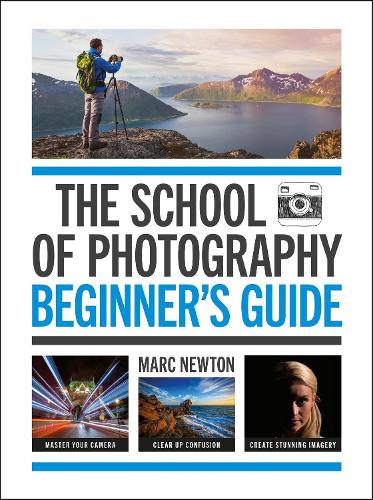 THE SCHOOL
OF PHOTOGRAPHY
BEGINNER'S GUIDE
MARC NEWTON
MASTER YOUR CAMERA
CLEAR UP CONFUSION
CREATE STUNNING IMAGERY